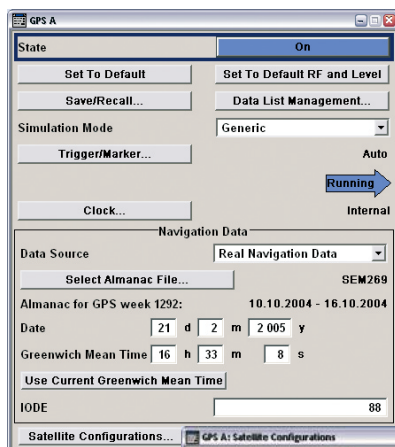 GPS A
State On
Set To Default Set To Default RF and Level
Save/Recall... Data List Management...
Simulation Mode Generic
Trigger/Marker... Auto
Running
Clock... Internal
Navigation Data
Data Source Real Navigation Data
Select Almanac File... SEM269
Almanac for GPS week 1292: 10.10.2004 - 16.10.2004
Date 21 d 2 m 2 005 y
Greenwich Mean Time 16 h 33 m 8 s
Use Current Greenwich Mean Time
IODE 88
Satellite Configurations... GPS A: Satellite Configurations